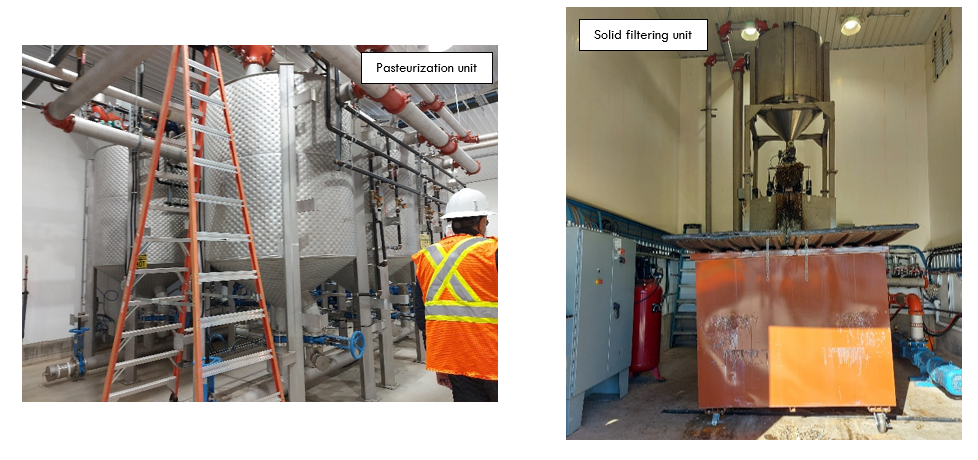 Pasteurization unit
Solid filtering unit